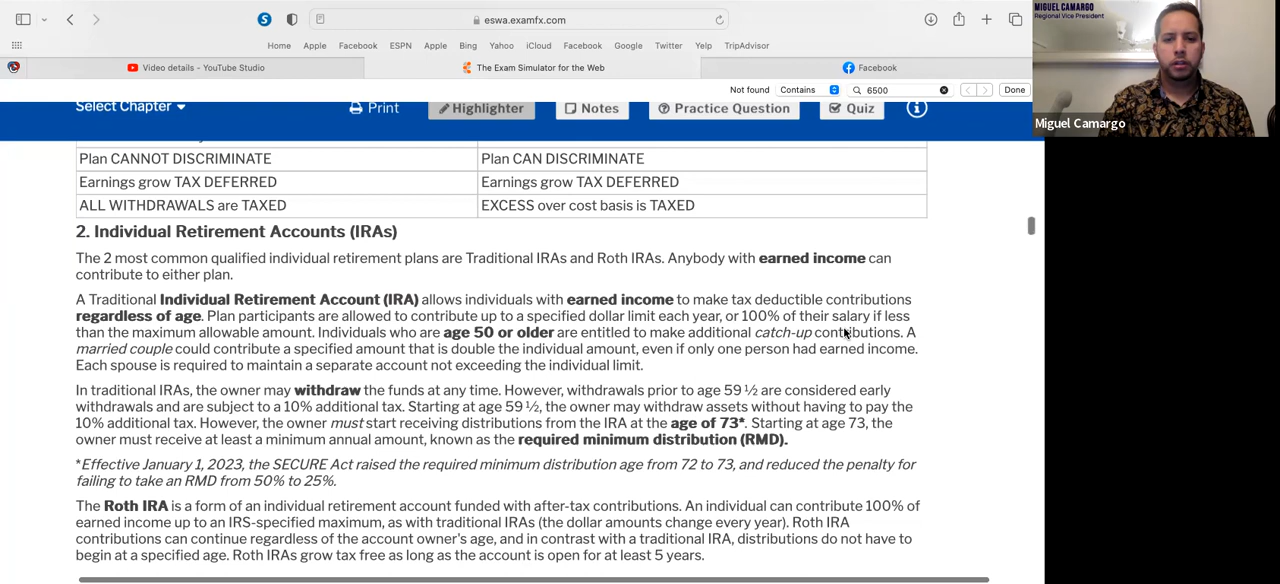 eswa.examfx.com
Home Apple Facebook ESPN Apple Bing Yahoo iCloud Facebook Google Twitter Yelp TripAdvisor
Video details - YouTube Studio The Exam Simulator for the Web Facebook
Not found Contains 6500 Done
Select Chapter Print Highlighter Notes Practice Question Quiz
MIGUEL CAMARGO
Regional Vice President
Miguel Camargo
Plan CANNOT DISCRIMINATE Plan CAN DISCRIMINATE
Earnings grow TAX DEFERRED Earnings grow TAX DEFERRED
ALL WITHDRAWALS are TAXED EXCESS over cost basis is TAXED
2. Individual Retirement Accounts (IRAs)
The 2 most common qualified individual retirement plans are Traditional IRAs and Roth IRAs. Anybody with earned income can
contribute to either plan.
A Traditional Individual Retirement Account (IRA) allows individuals with earned income to make tax deductible contributions
regardless of age. Plan participants are allowed to contribute up to a specified dollar limit each year, or 100% of their salary if less
than the maximum allowable amount. Individuals who are age 50 or older are entitled to make additional catch-up contributions. A
married couple could contribute a specified amount that is double the individual amount, even if only one person had earned income.
Each spouse is required to maintain a separate account not exceeding the individual limit.
In traditional IRAs, the owner may withdraw the funds at any time. However, withdrawals prior to age 59 ½ are considered early
withdrawals and are subject to a 10% additional tax. Starting at age 59 ½, the owner may withdraw assets without having to pay the
10% additional tax. However, the owner must start receiving distributions from the IRA at the age of 73*. Starting at age 73, the
owner must receive at least a minimum annual amount, known as the required minimum distribution (RMD).
*Effective January 1, 2023, the SECURE Act raised the required minimum distribution age from 72 to 73, and reduced the penalty for
failing to take an RMD from 50% to 25%.
The Roth IRA is a form of an individual retirement account funded with after-tax contributions. An individual can contribute 100% of
earned income up to an IRS-specified maximum, as with traditional IRAs (the dollar amounts change every year). Roth IRA
contributions can continue regardless of the account owner's age, and in contrast with a traditional IRA, distributions do not have to
begin at a specified age. Roth IRAs grow tax free as long as the account is open for at least 5 years.